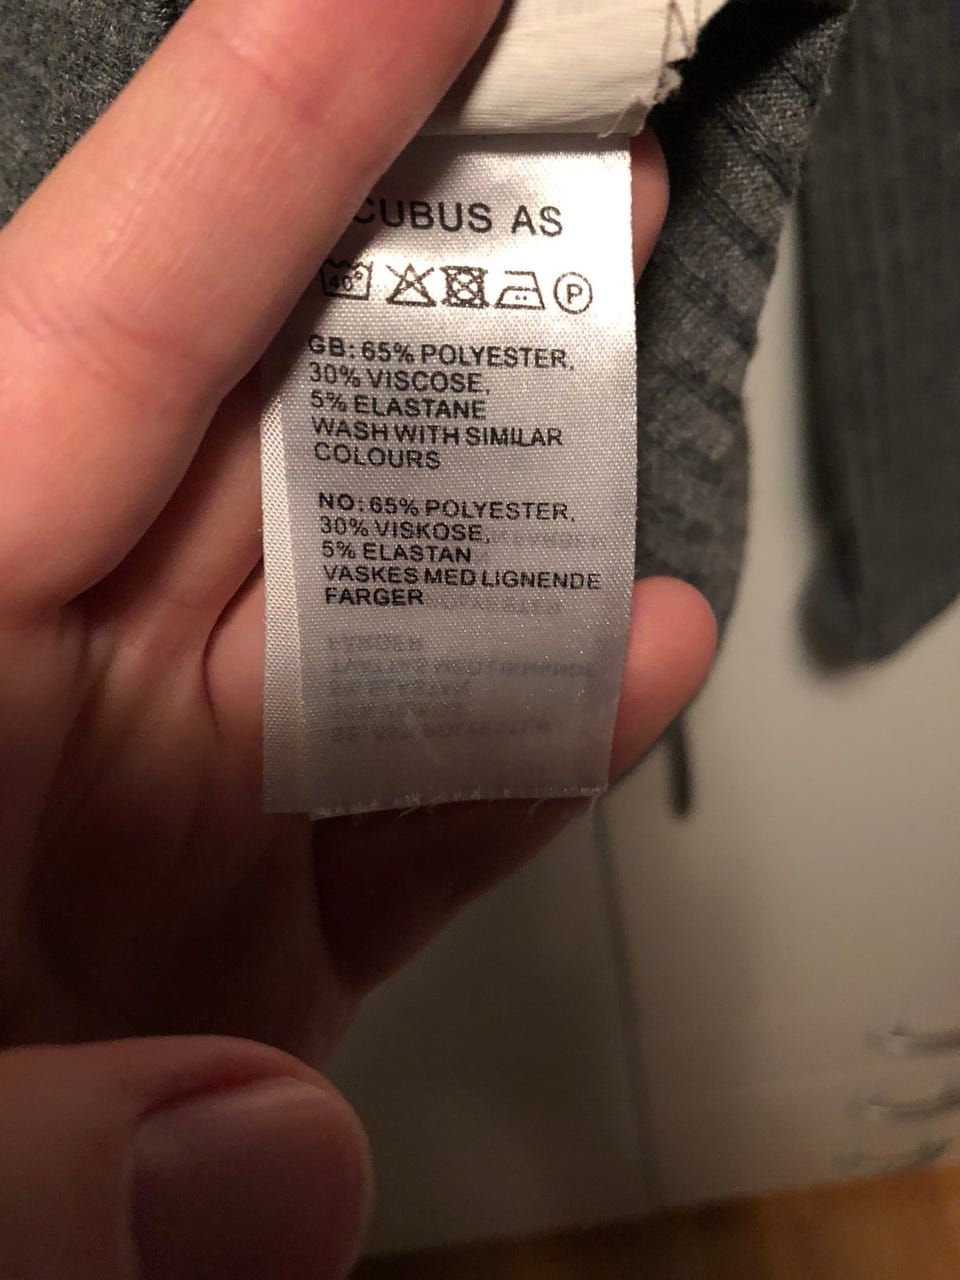 CUBUS AS
40°
P
GB: 65% POLYESTER,
30% VISCOSE,
5% ELASTANE
WASH WITH SIMILAR
COLOURS
NO: 65% POLYESTER,
30% VISKOSE,
5% ELASTAN
VASKES MED LIGNENDE
FARGER